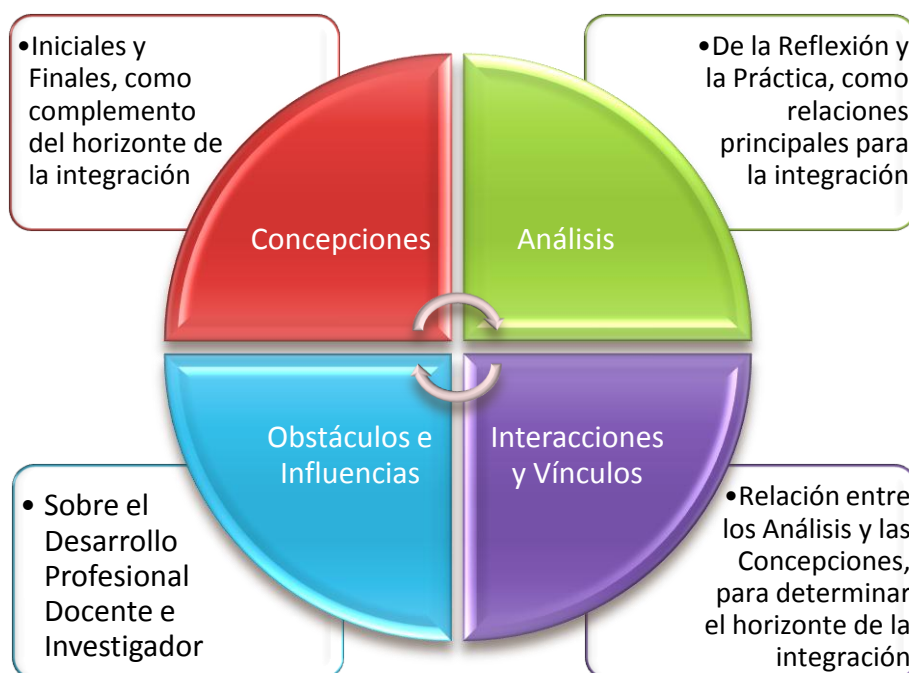 •Iniciales y
Finales, como
complemento
del horizonte de
la integración
•De la Reflexión y
la Práctica, como
relaciones
principales para
la integración
Concepciones
Análisis
Obstáculos e
Influencias
Interacciones
y Vínculos
• Sobre el
Desarrollo
Profesional
Docente e
Investigador
•Relación entre
los Análisis y las
Concepciones,
para determinar
el horizonte de la
integración